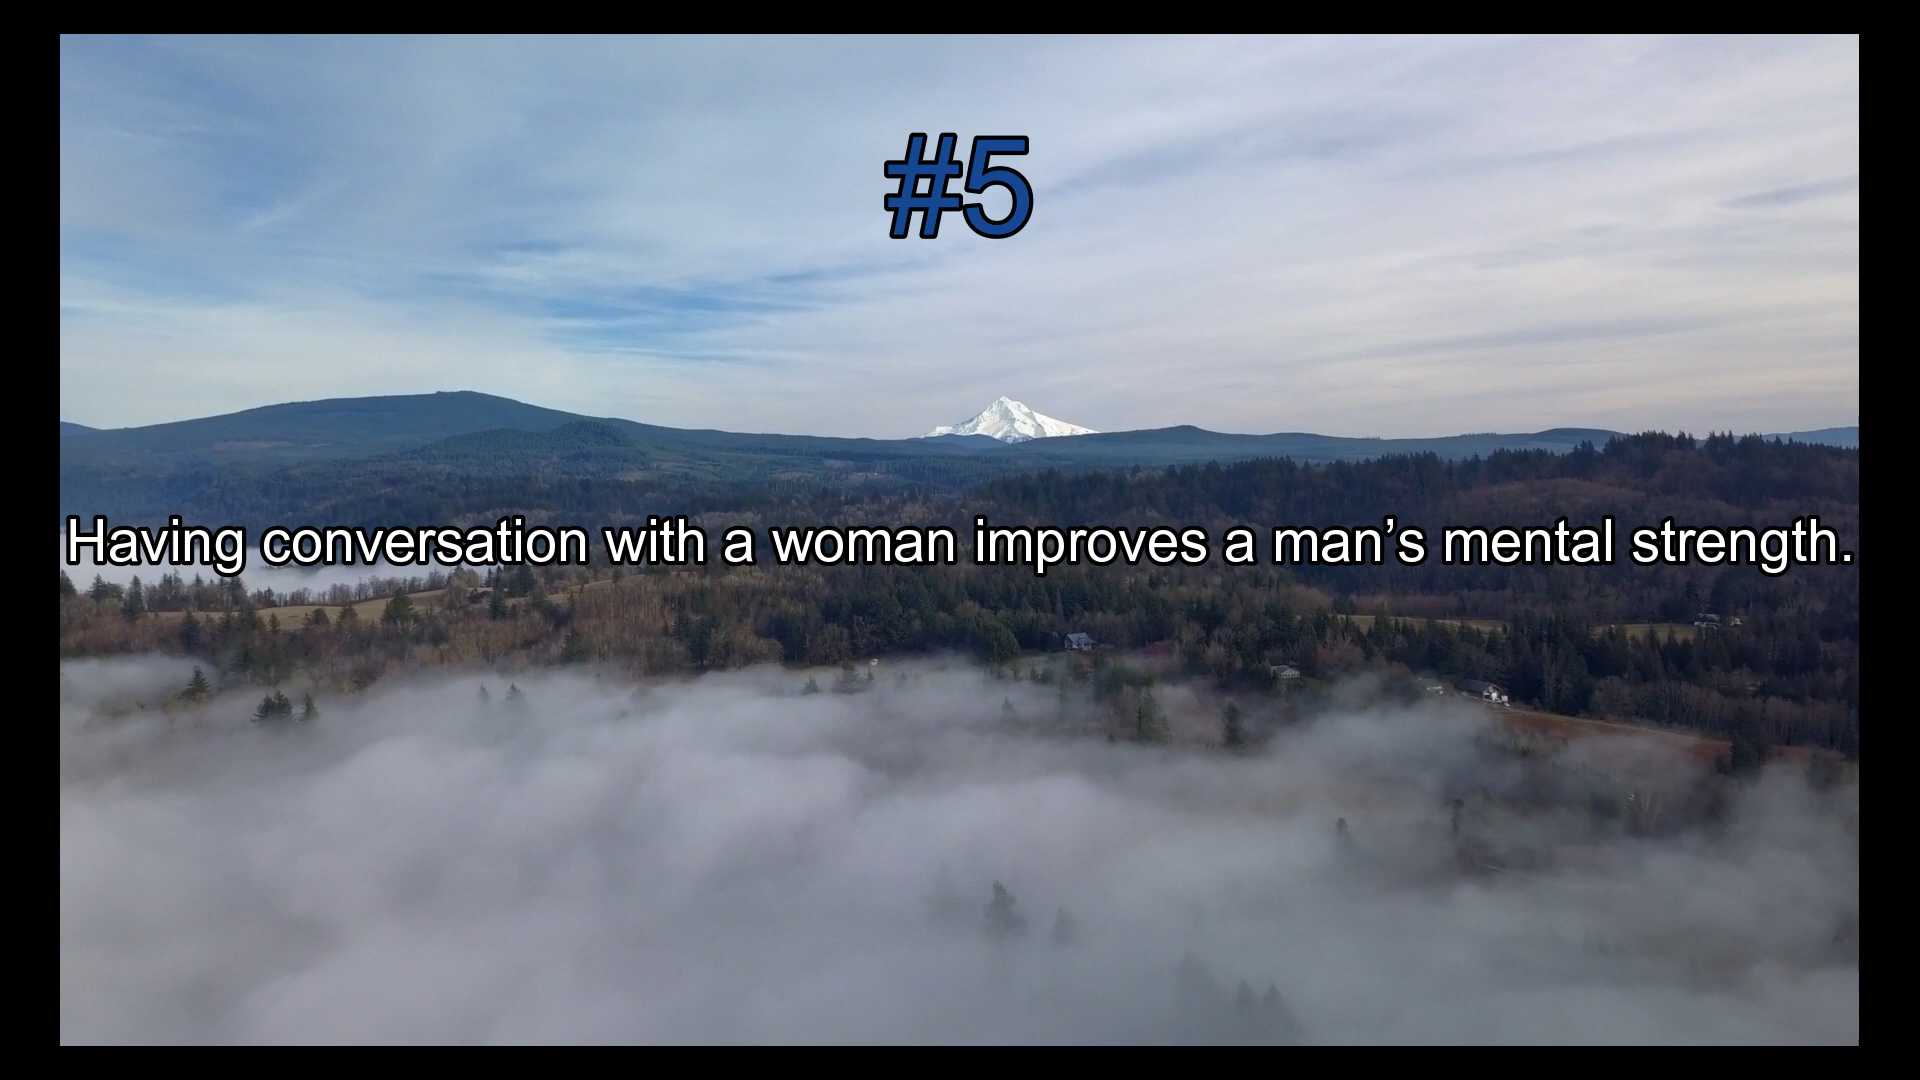 #5
Having conversation with a woman improves a man’s mental strength.